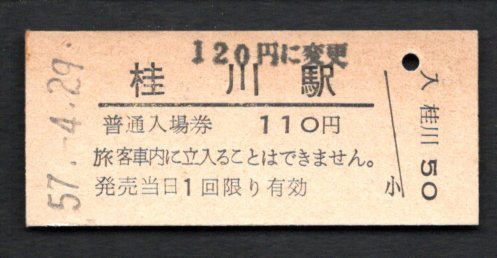 57.-4.29.
120円に変更
桂川駅
普通入場券 110円
旅客車内に立入ることはできません。
発売当日1回限り有効
入 桂川
小 50